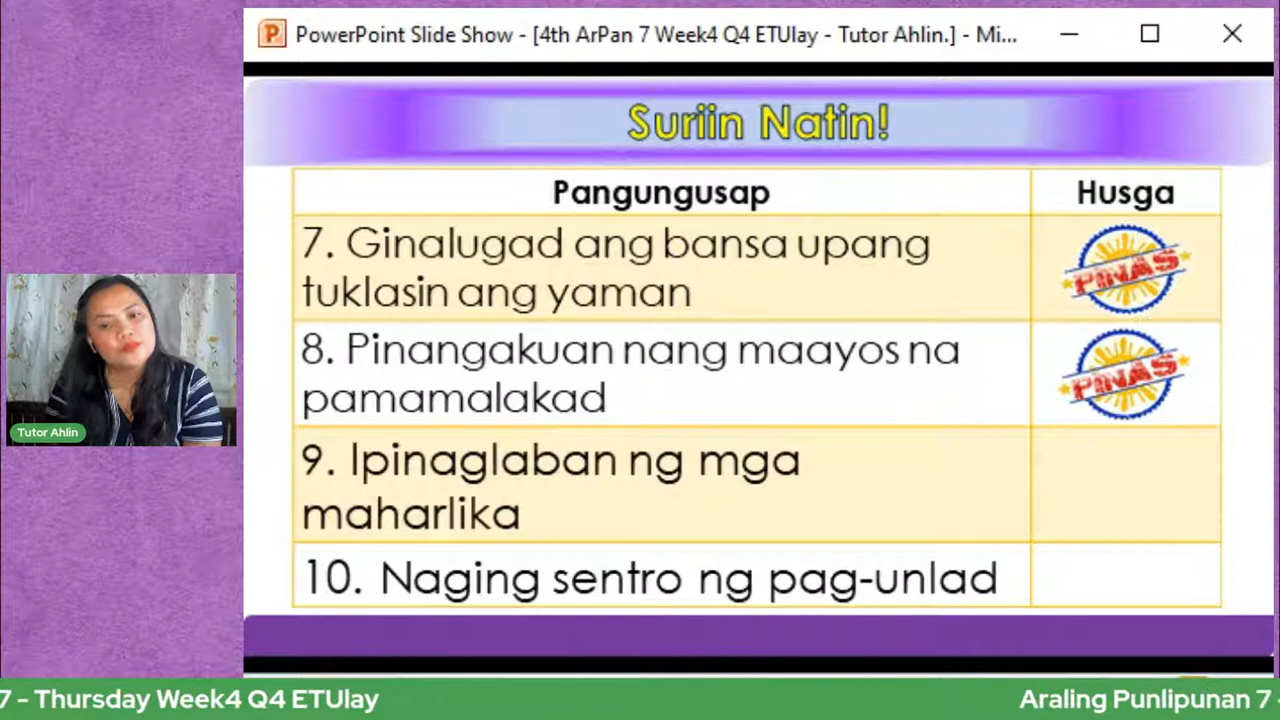 PowerPoint Slide Show - [4th ArPan 7 Week4 Q4 ETUlay - Tutor Ahlin.] - Mi...
Suriin Natin!
Pangungusap
Husga
7. Ginalugad ang bansa upang
tuklasin ang yaman
PINAS
8. Pinangakuan nang maayos na
pamamalakad
PINAS
9. Ipinaglaban ng mga
maharlika
10. Naging sentro ng pag-unlad
Tutor Ahlin
7 - Thursday Week4 Q4 ETUlay
Araling Punlipunan 7 -